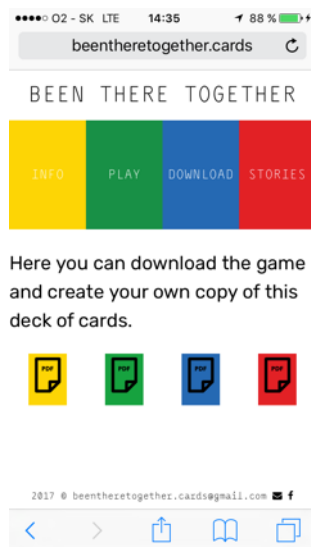 O2 - SK LTE 14:35 88 %
beentheretogether.cards
BEEN THERE TOGETHER
INFO PLAY DOWNLOAD STORIES
Here you can download the game
and create your own copy of this
deck of cards.
PDF PDF PDF PDF
2017 © beentheretogether.cards@gmail.com f